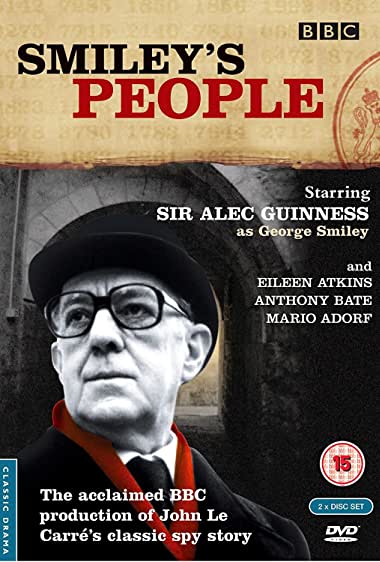 BBC
SMILEY'S
PEOPLE
Starring
SIR ALEC GUINNESS
as George Smiley
and
EILEEN ATKINS
ANTHONY BATE
MARIO ADORF
15
The acclaimed BBC
production of John Le
Carré's classic spy story
2 x DISC SET
DVD
VIDEO
CLASSIC DRAMA